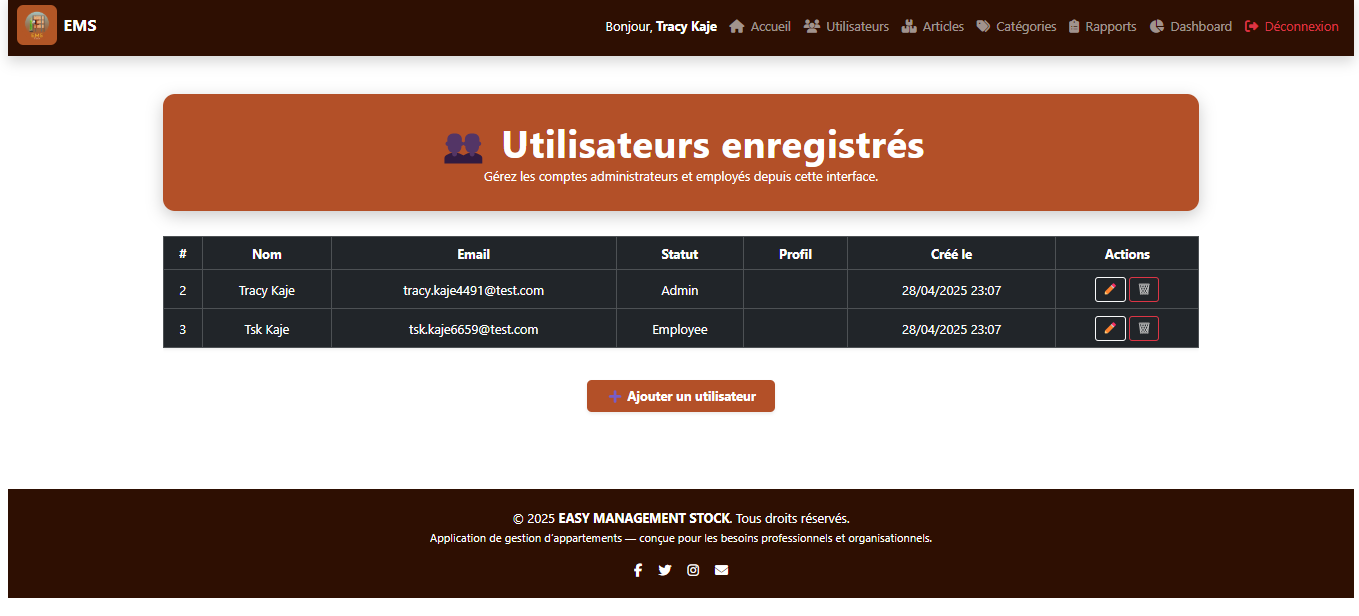 EMS
Bonjour, Tracy Kaje Accueil Utilisateurs Articles Catégories Rapports Dashboard Déconnexion
Utilisateurs enregistrés
Gérez les comptes administrateurs et employés depuis cette interface.
# Nom Email Statut Profil Créé le Actions
2 Tracy Kaje tracy.kaje4491@test.com Admin 28/04/2025 23:07
3 Tsk Kaje tsk.kaje6659@test.com Employee 28/04/2025 23:07
Ajouter un utilisateur
© 2025 EASY MANAGEMENT STOCK. Tous droits réservés.
Application de gestion d'appartements — conçue pour les besoins professionnels et organisationnels.